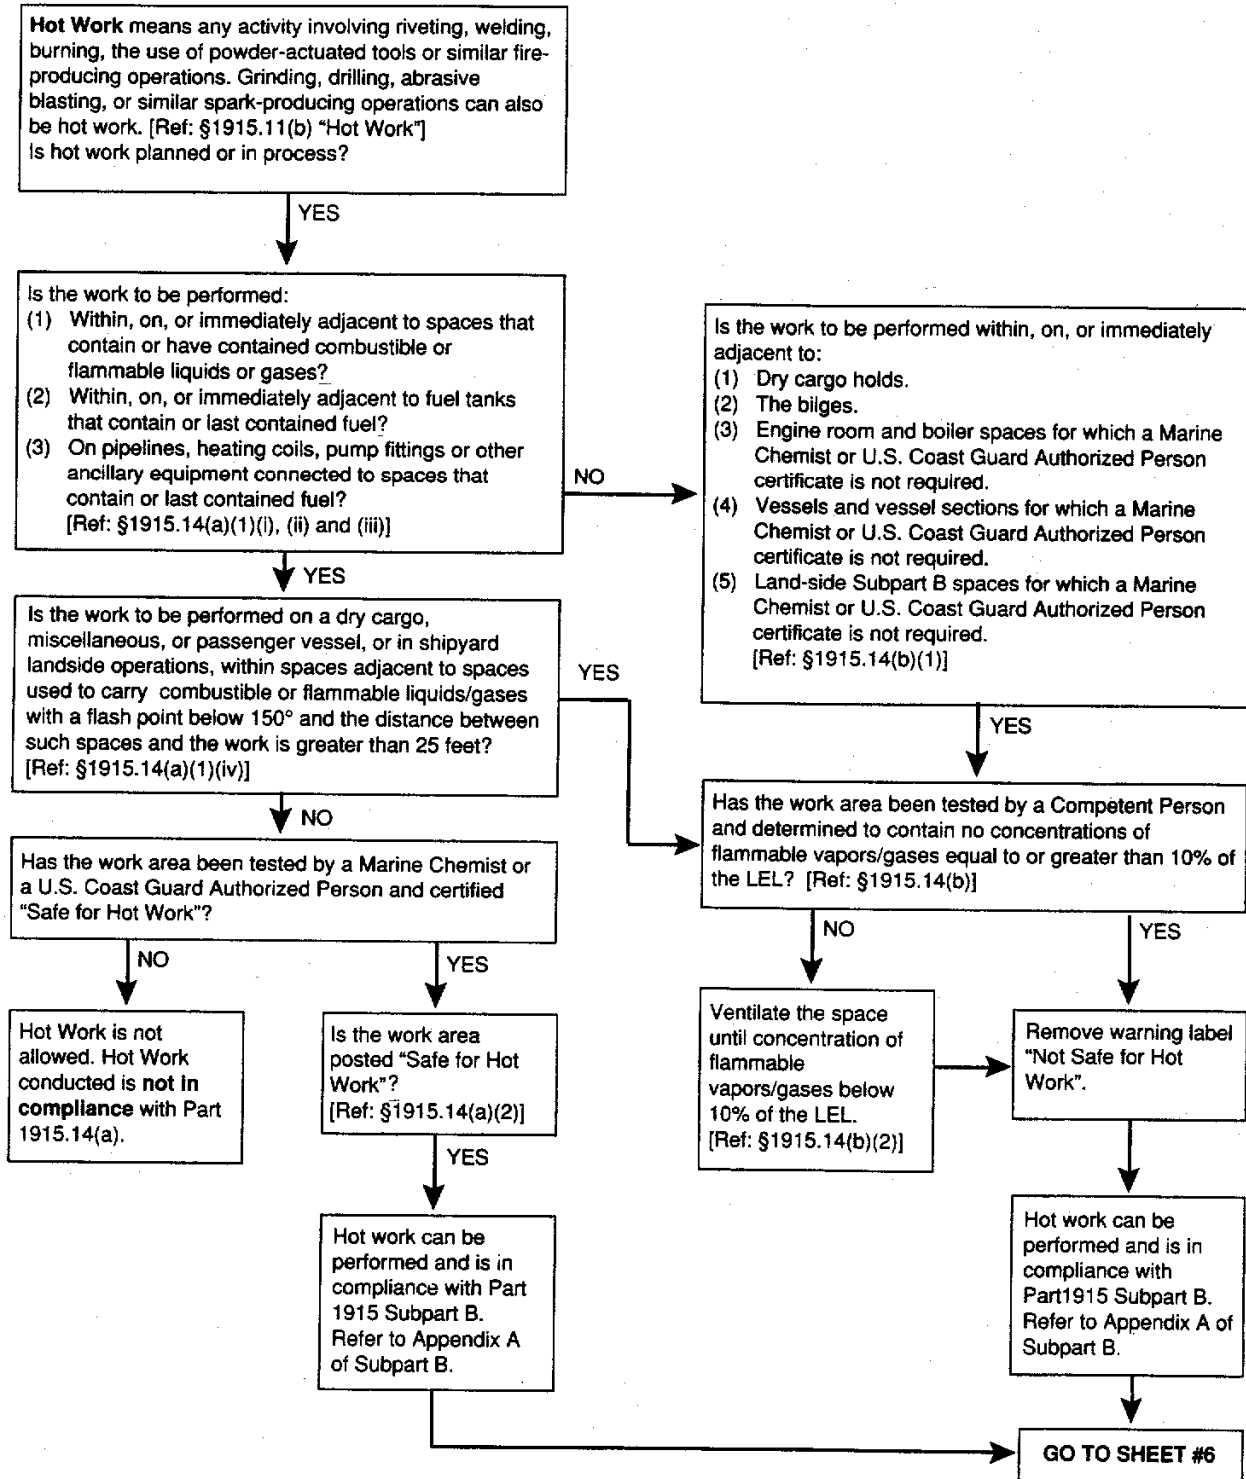 Hot Work means any activity involving riveting, welding,
burning, the use of powder-actuated tools or similar fire-
producing operations. Grinding, drilling, abrasive
blasting, or similar spark-producing operations can also
be hot work. [Ref: §1915.11(b) “Hot Work”]
Is hot work planned or in process?
YES
Is the work to be performed:
(1) Within, on, or immediately adjacent to spaces that
contain or have contained combustible or
flammable liquids or gases?
(2) Within, on, or immediately adjacent to fuel tanks
that contain or last contained fuel?
(3) On pipelines, heating coils, pump fittings or other
ancillary equipment connected to spaces that
contain or last contained fuel?
[Ref: §1915.14(a)(1)(i), (ii) and (iii)]
NO
Is the work to be performed within, on, or immediately
adjacent to:
(1) Dry cargo holds.
(2) The bilges.
(3) Engine room and boiler spaces for which a Marine
Chemist or U.S. Coast Guard Authorized Person
certificate is not required.
(4) Vessels and vessel sections for which a Marine
Chemist or U.S. Coast Guard Authorized Person
certificate is not required.
(5) Land-side Subpart B spaces for which a Marine
Chemist or U.S. Coast Guard Authorized Person
certificate is not required.
[Ref: §1915.14(b)(1)]
YES
Is the work to be performed on a dry cargo,
miscellaneous, or passenger vessel, or in shipyard
landside operations, within spaces adjacent to spaces
used to carry combustible or flammable liquids/gases
with a flash point below 150° and the distance between
such spaces and the work is greater than 25 feet?
[Ref: §1915.14(a)(1)(iv)]
YES
YES
NO
Has the work area been tested by a Competent Person
and determined to contain no concentrations of
flammable vapors/gases equal to or greater than 10% of
the LEL? [Ref: §1915.14(b)]
Has the work area been tested by a Marine Chemist or
a U.S. Coast Guard Authorized Person and certified
“Safe for Hot Work”?
NO
YES
NO
YES
Hot Work is not
allowed. Hot Work
conducted is not in
compliance with Part
1915.14(a).
Is the work area
posted “Safe for Hot
Work”?
[Ref: §1915.14(a)(2)]
Ventilate the space
until concentration of
flammable
vapors/gases below
10% of the LEL.
[Ref: §1915.14(b)(2)]
Remove warning label
“Not Safe for Hot
Work”.
YES
Hot work can be
performed and is in
compliance with Part
1915 Subpart B.
Refer to Appendix A
of Subpart B.
Hot work can be
performed and is in
compliance with
Part1915 Subpart B.
Refer to Appendix A of
Subpart B.
GO TO SHEET #6